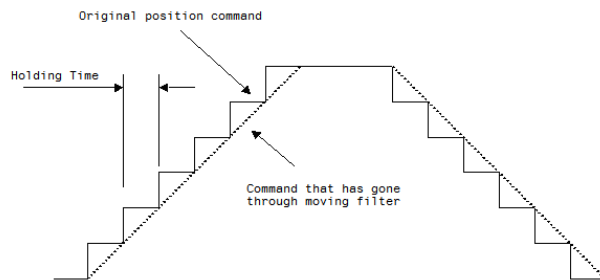 Original position command
Holding Time
Command that has gone
through moving filter